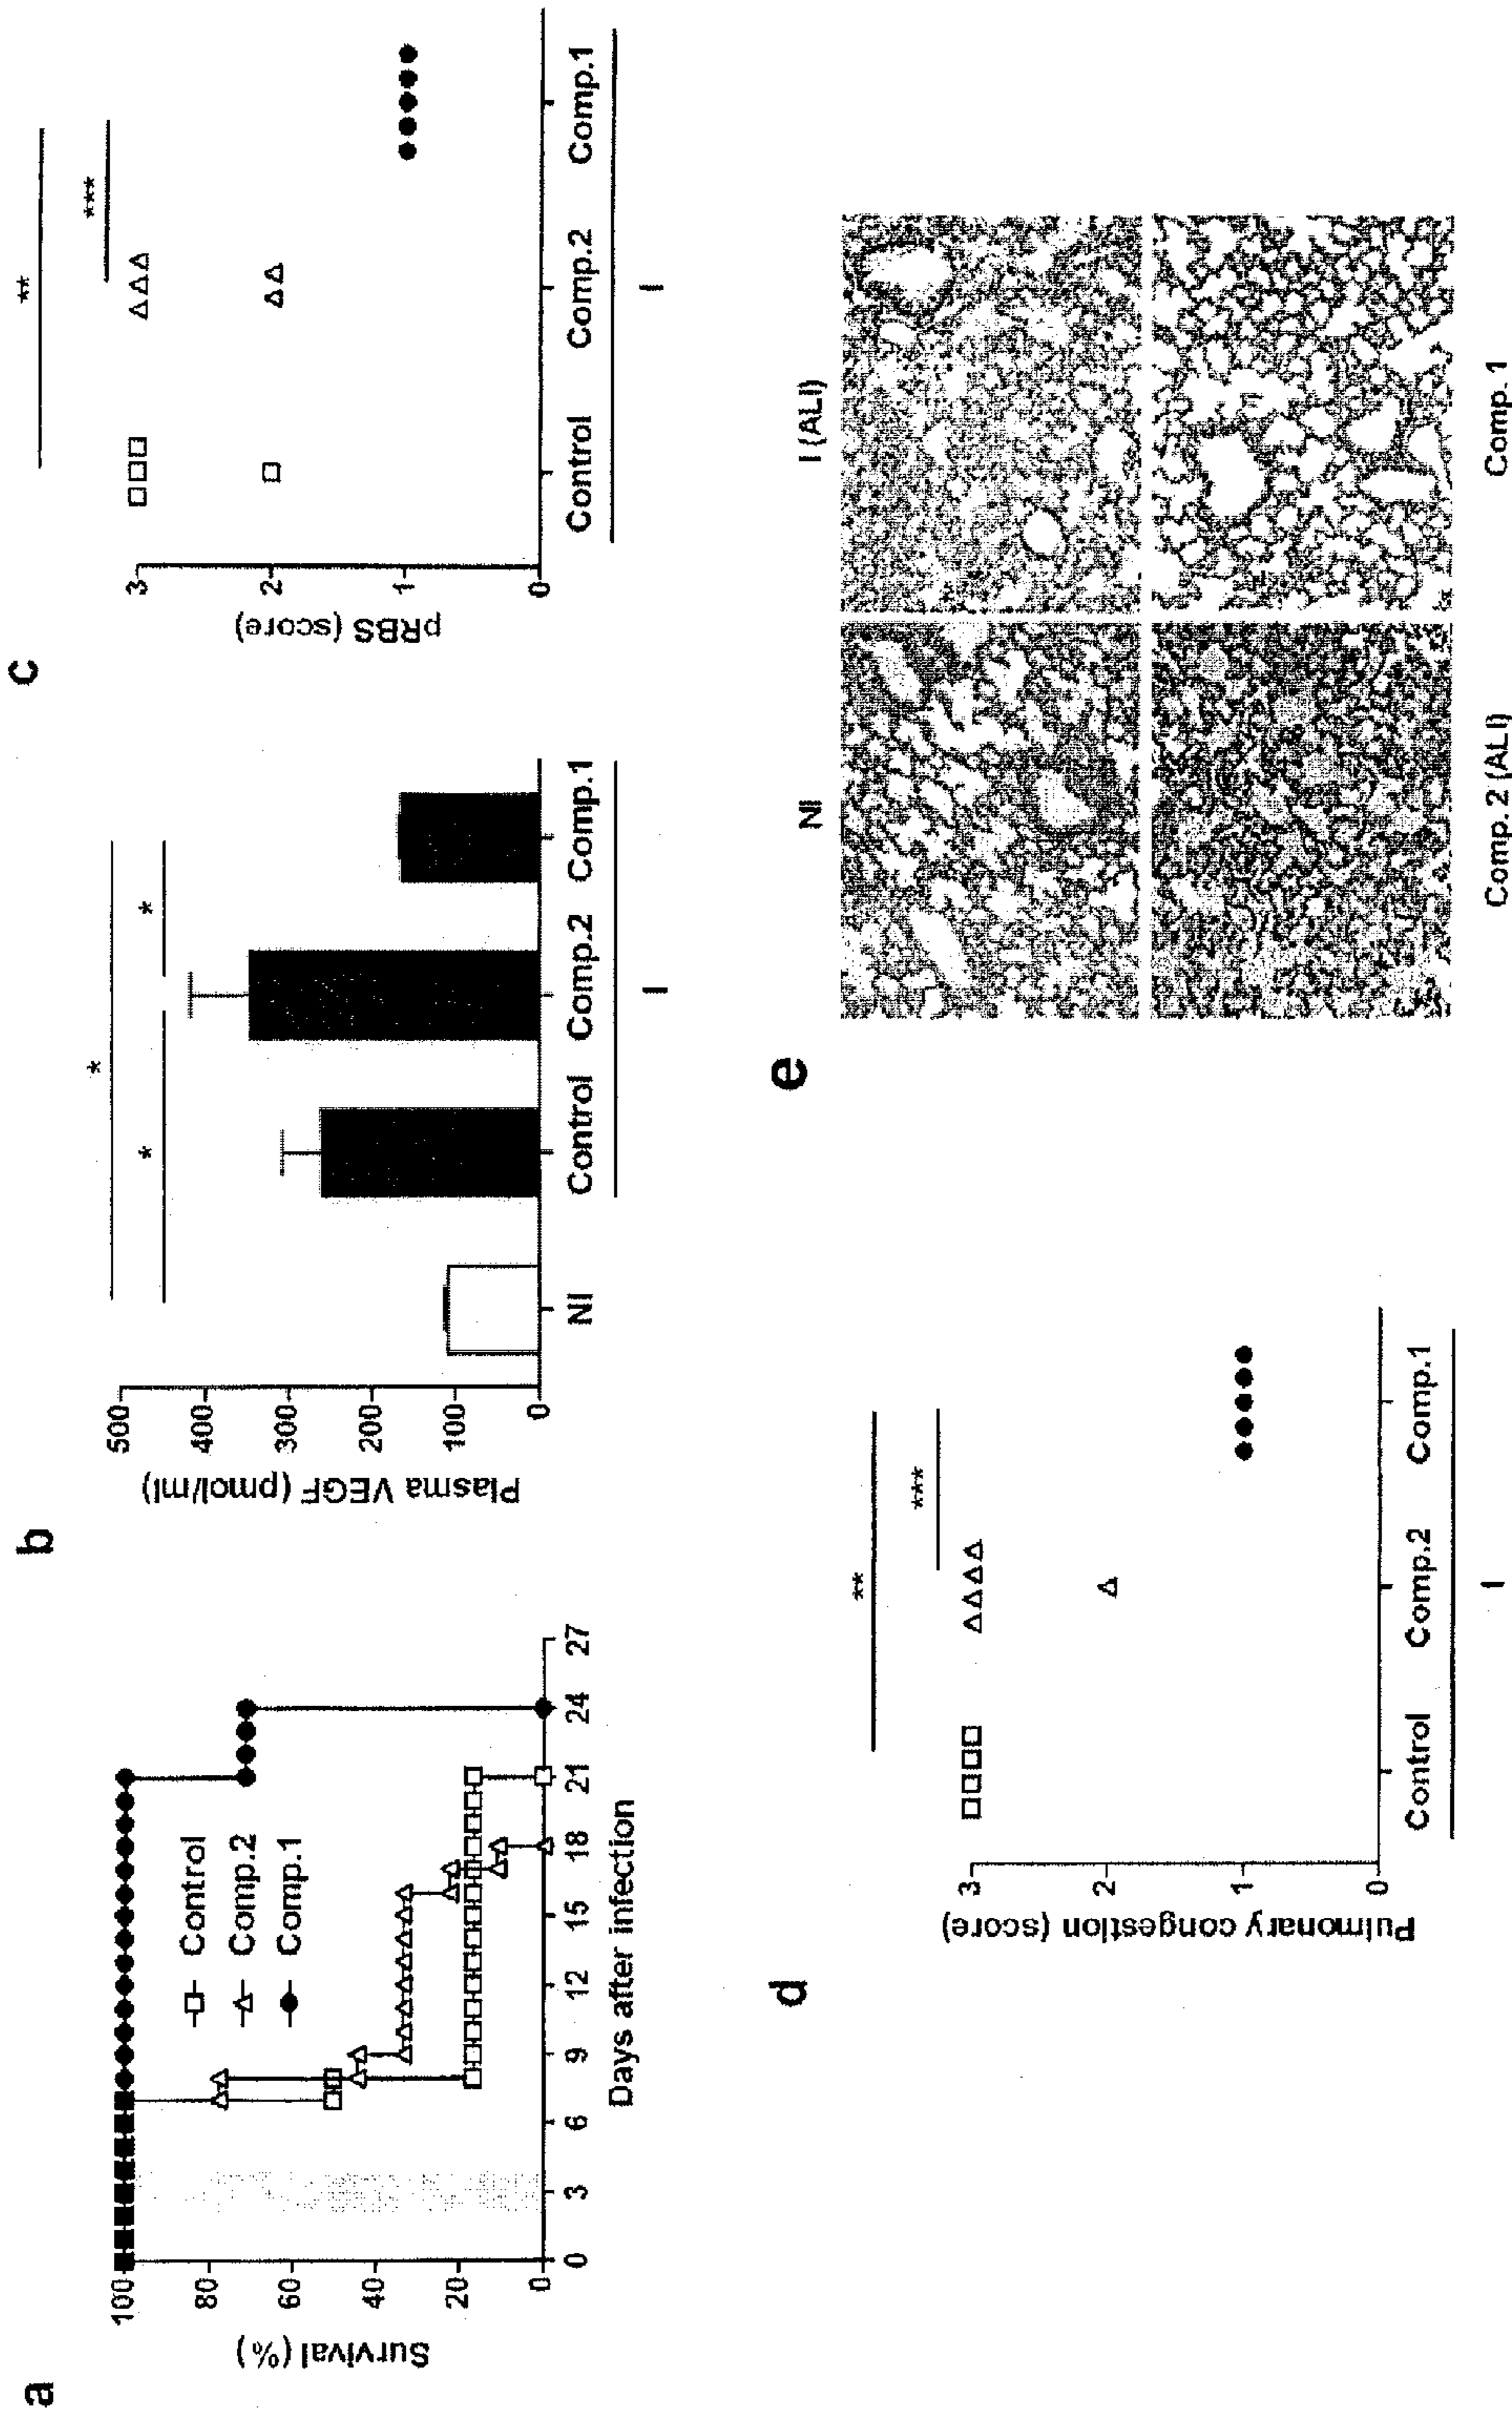 a
Survival (%)
100
80
60
40
20
0
0 3 6 9 12 15 18 21 24 27
Days after infection
Control
Comp.2
Comp.1
b
Plasma VEGF (pmol/ml)
500
400
300
200
100
0
*
*
*
NI Control Comp.2 Comp.1
I
c
pRBS (score)
3
2
1
0
**
***
Control Comp.2 Comp.1
I
d
Pulmonary congestion (score)
3
2
1
0
**
***
Control Comp.2 Comp.1
I
e
NI I (ALI)
Comp. 2 (ALI) Comp. 1